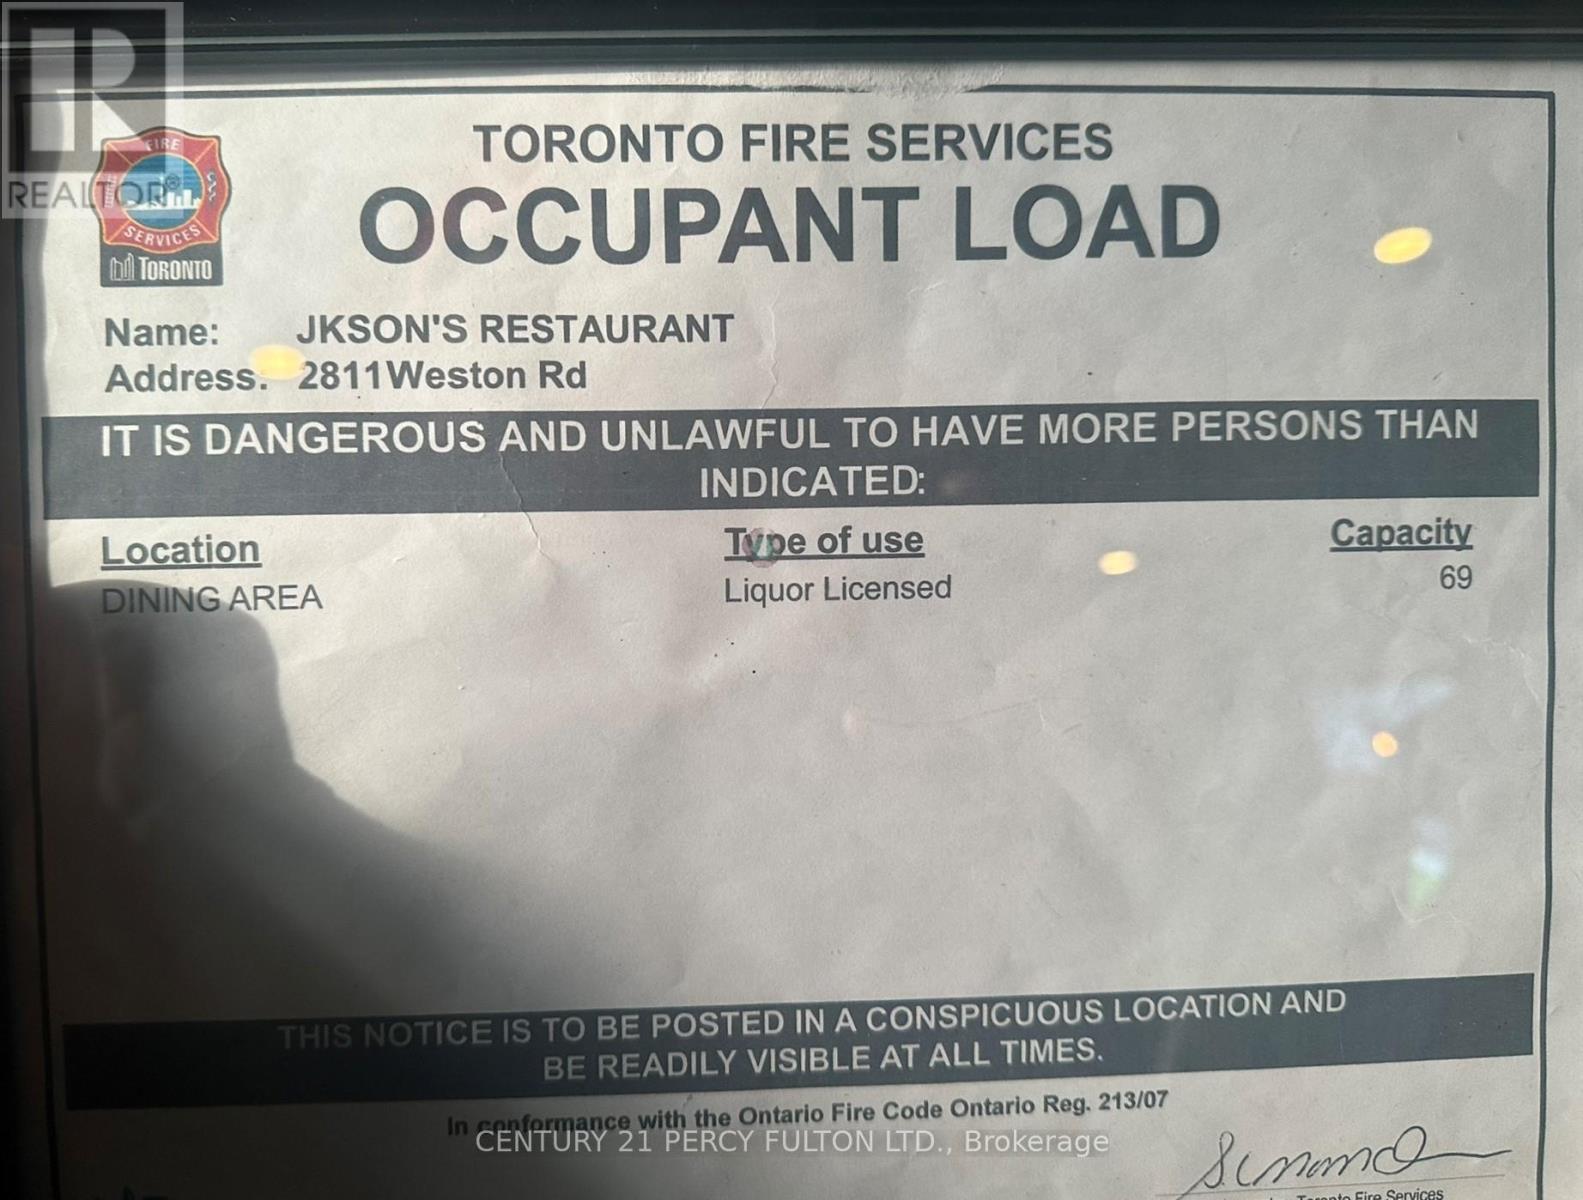 REALTOR®
FIRE
SERVICES
TORONTO
TORONTO FIRE SERVICES
OCCUPANT LOAD
Name: JKSON'S RESTAURANT
Address: 2811Weston Rd
IT IS DANGEROUS AND UNLAWFUL TO HAVE MORE PERSONS THAN
INDICATED:
Location Type of use Capacity
DINING AREA Liquor Licensed 69
THIS NOTICE IS TO BE POSTED IN A CONSPICUOUS LOCATION AND
BE READILY VISIBLE AT ALL TIMES.
In conformance with the Ontario Fire Code Ontario Reg. 213/07
CENTURY 21 PERCY FULTON LTD., Brokerage
Toronto Fire Services